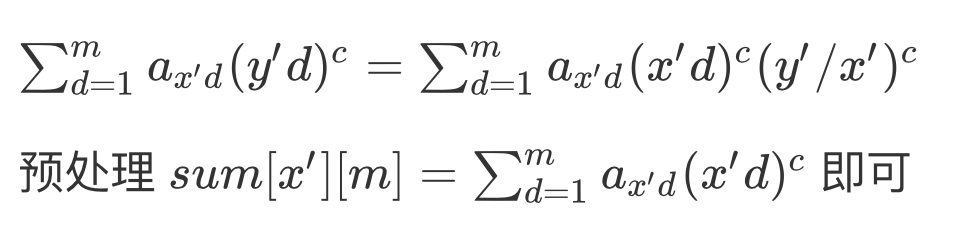 ∑_{d=1}^{m} a_{x'd}(y'd)^c = ∑_{d=1}^{m} a_{x'd}(x'd)^c(y'/x')^c
预处理 sum[x'][m] = ∑_{d=1}^{m} a_{x'd}(x'd)^c 即可